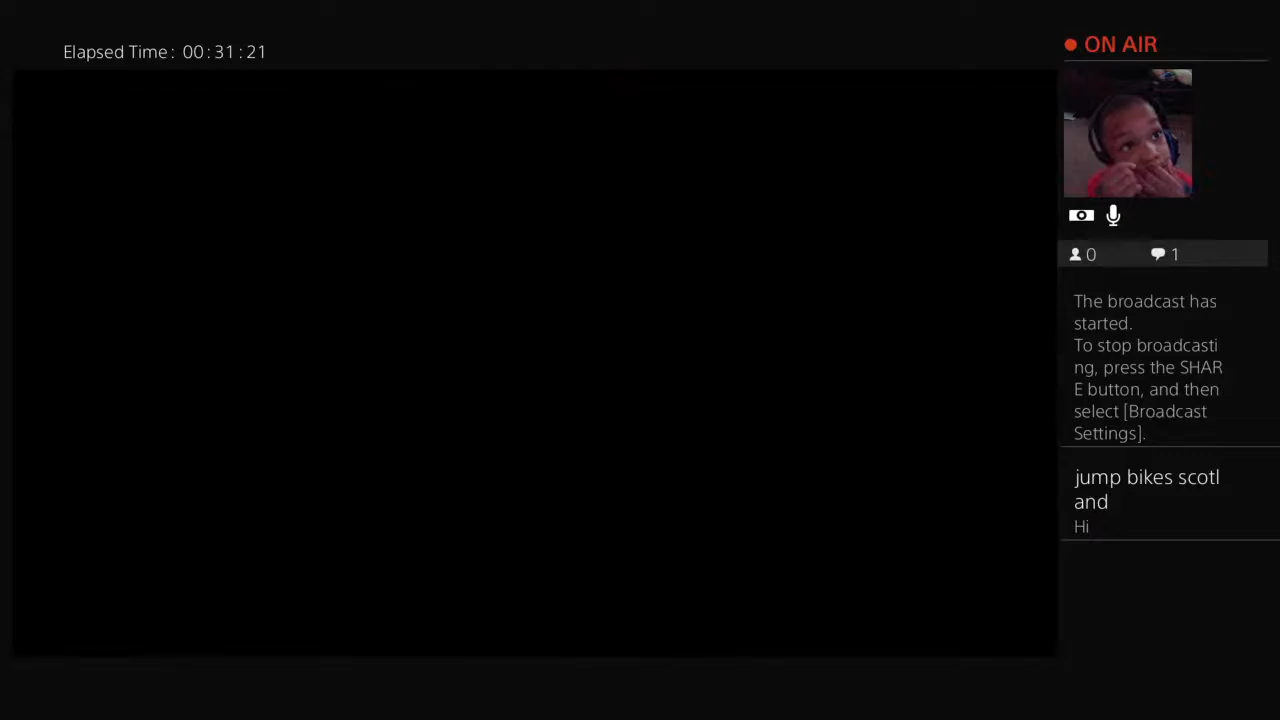 Elapsed Time: 00:31:21
ON AIR
0 1
The broadcast has
started.
To stop broadcasti
ng, press the SHAR
E button, and then
select [Broadcast
Settings].
jump bikes scotl
and
Hi